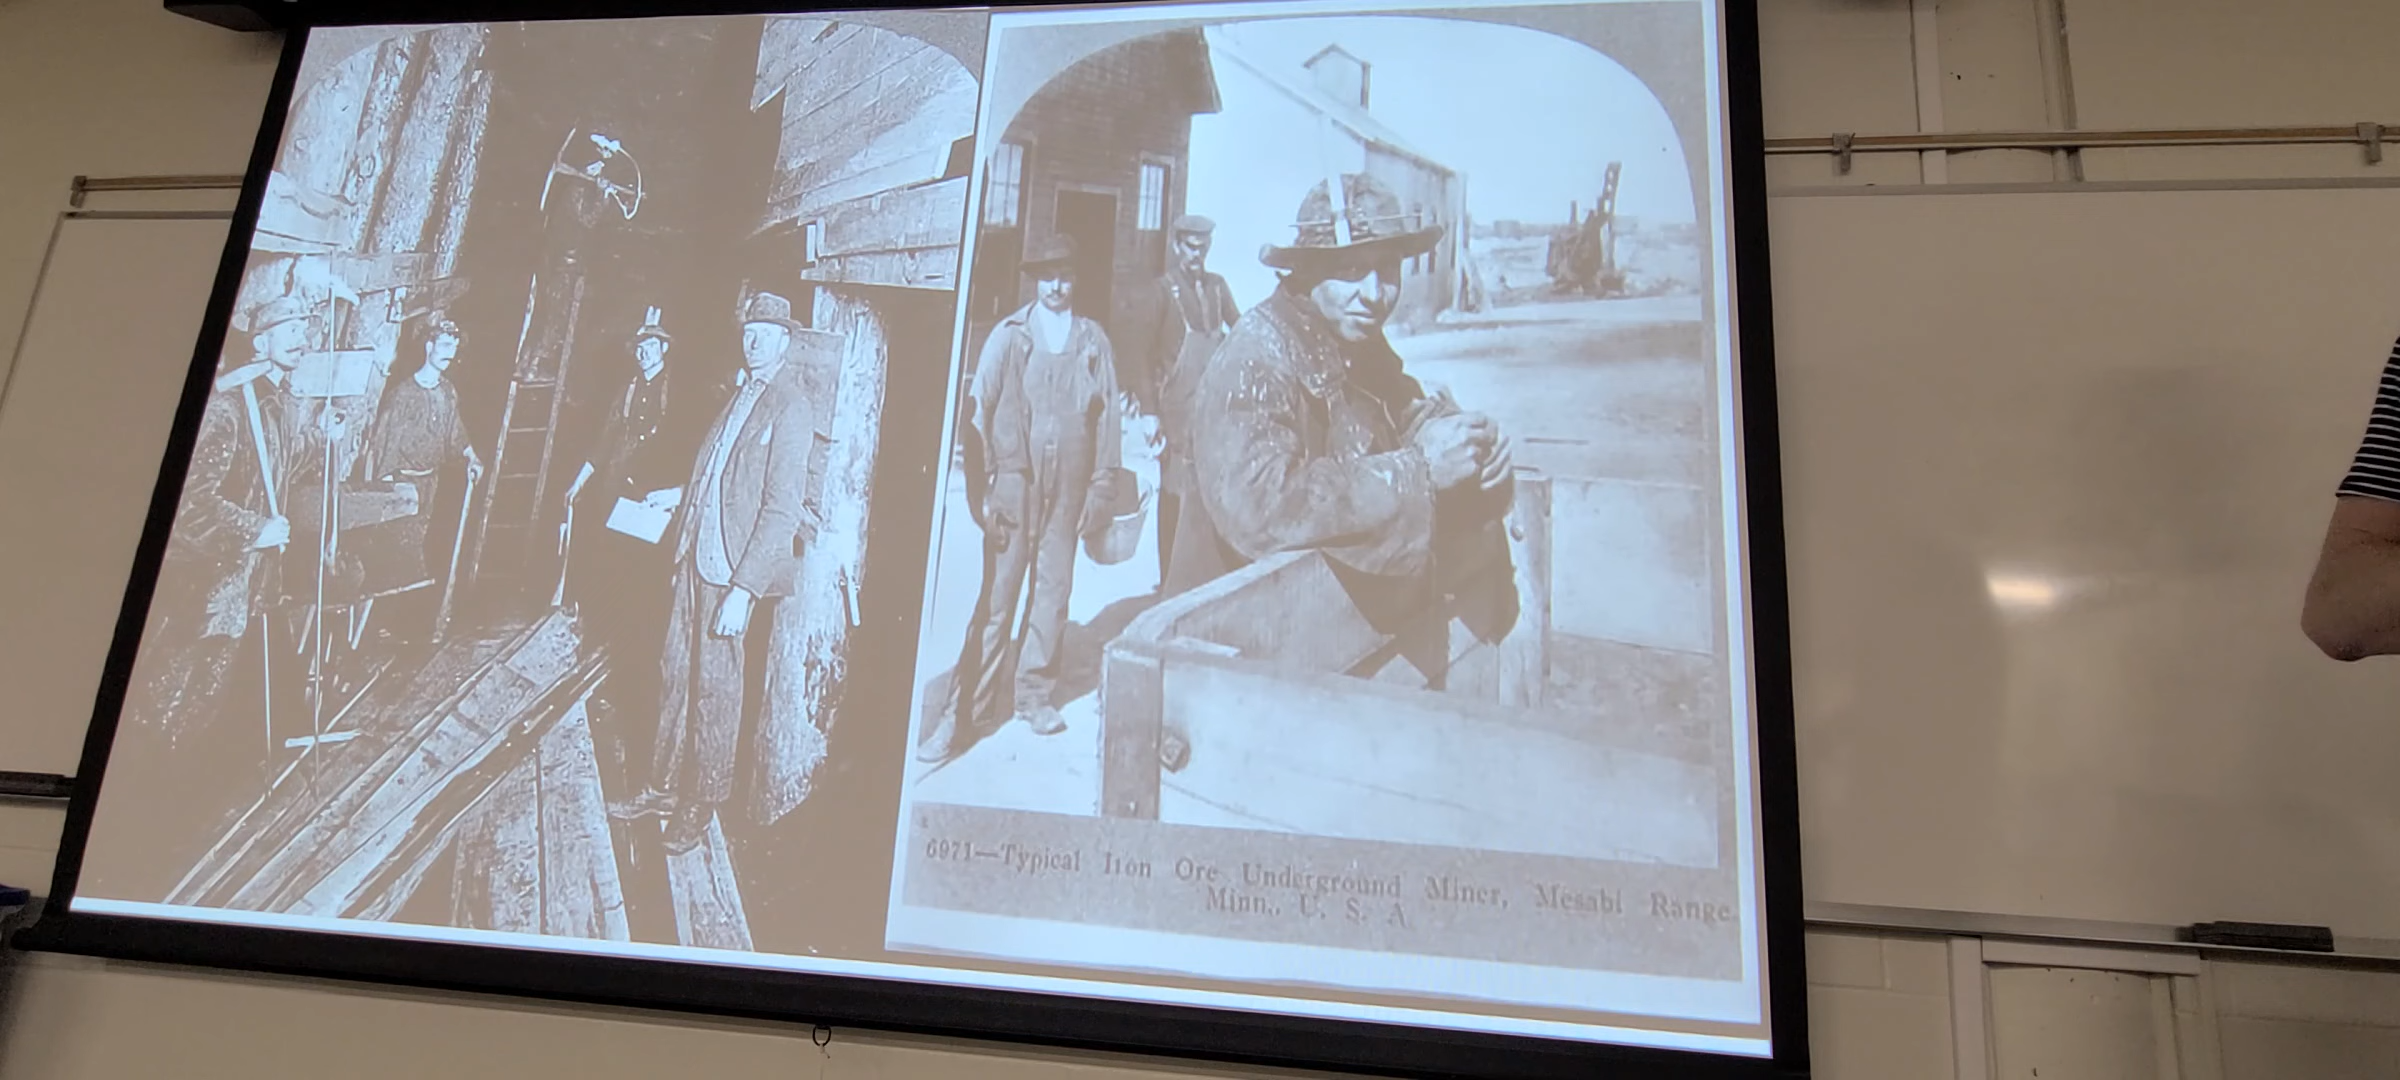 6971—Typical Iron Ore Underground Miner, Mesabi Range
Minn., U. S. A